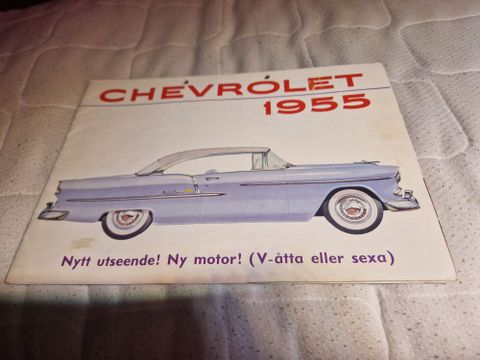 CHEVROLET
1955
Nytt utseende! Ny motor! (V-åtta eller sexa)